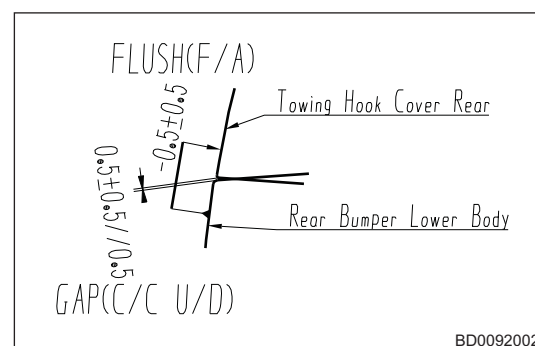 FLUSH(F/A)
-0.5±0.5
Towing Hook Cover Rear
0.5±0.5//0.5
Rear Bumper Lower Body
GAP(C/C U/D)
BD0092002